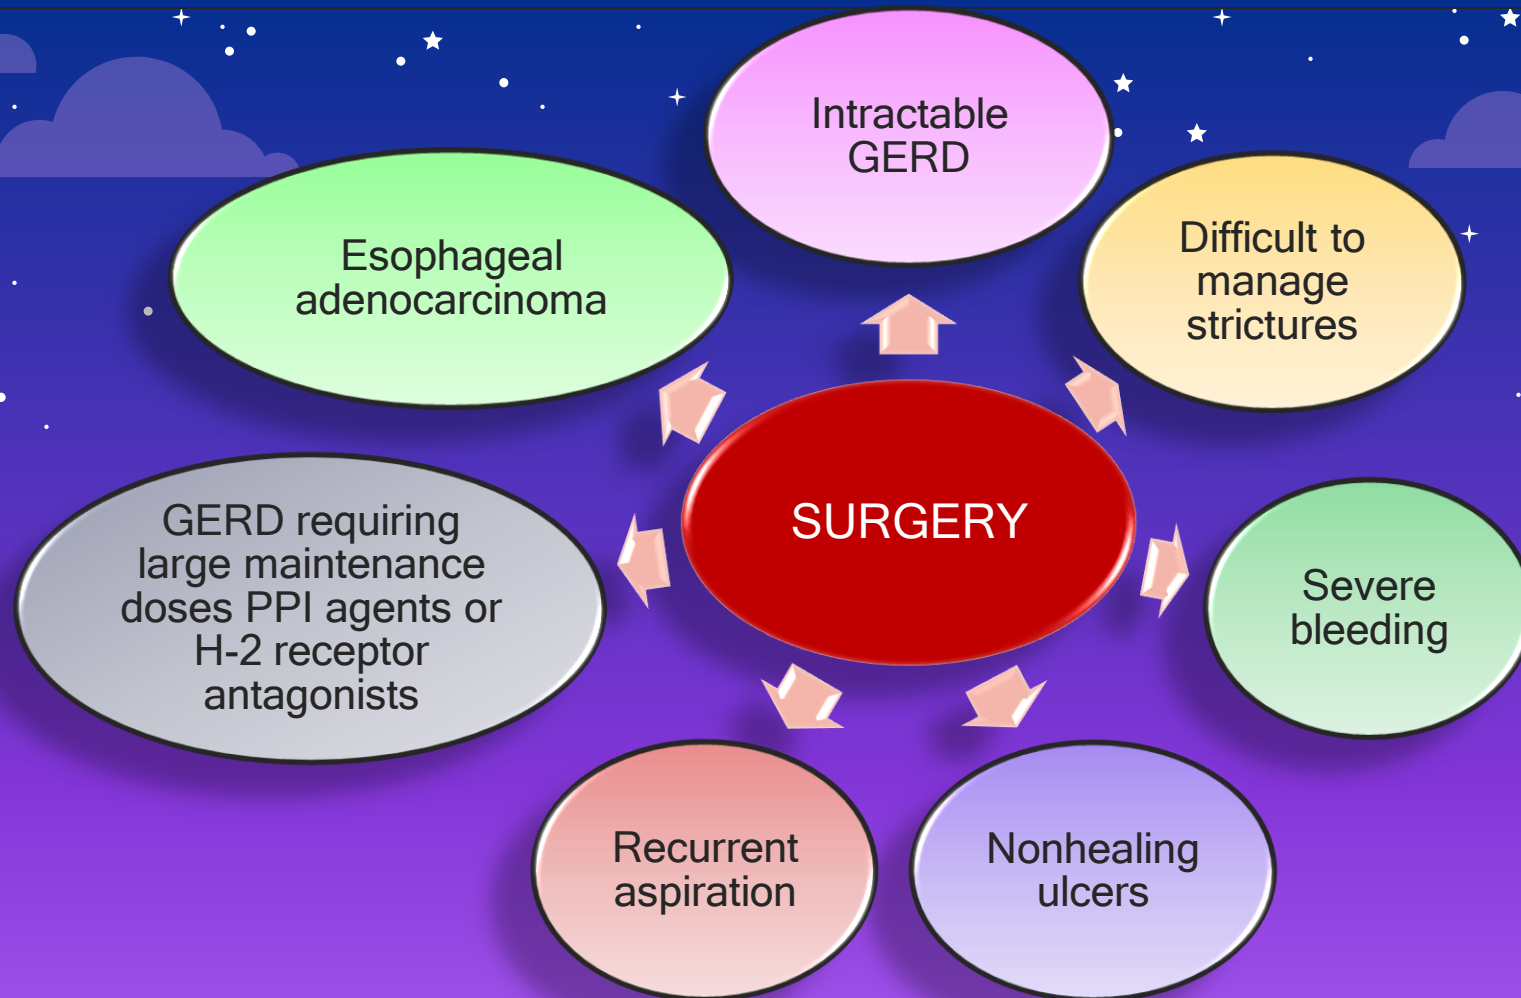 Intractable
GERD
Difficult to
manage
strictures
Severe
bleeding
Nonhealing
ulcers
Recurrent
aspiration
GERD requiring
large maintenance
doses PPI agents or
H-2 receptor
antagonists
Esophageal
adenocarcinoma
SURGERY